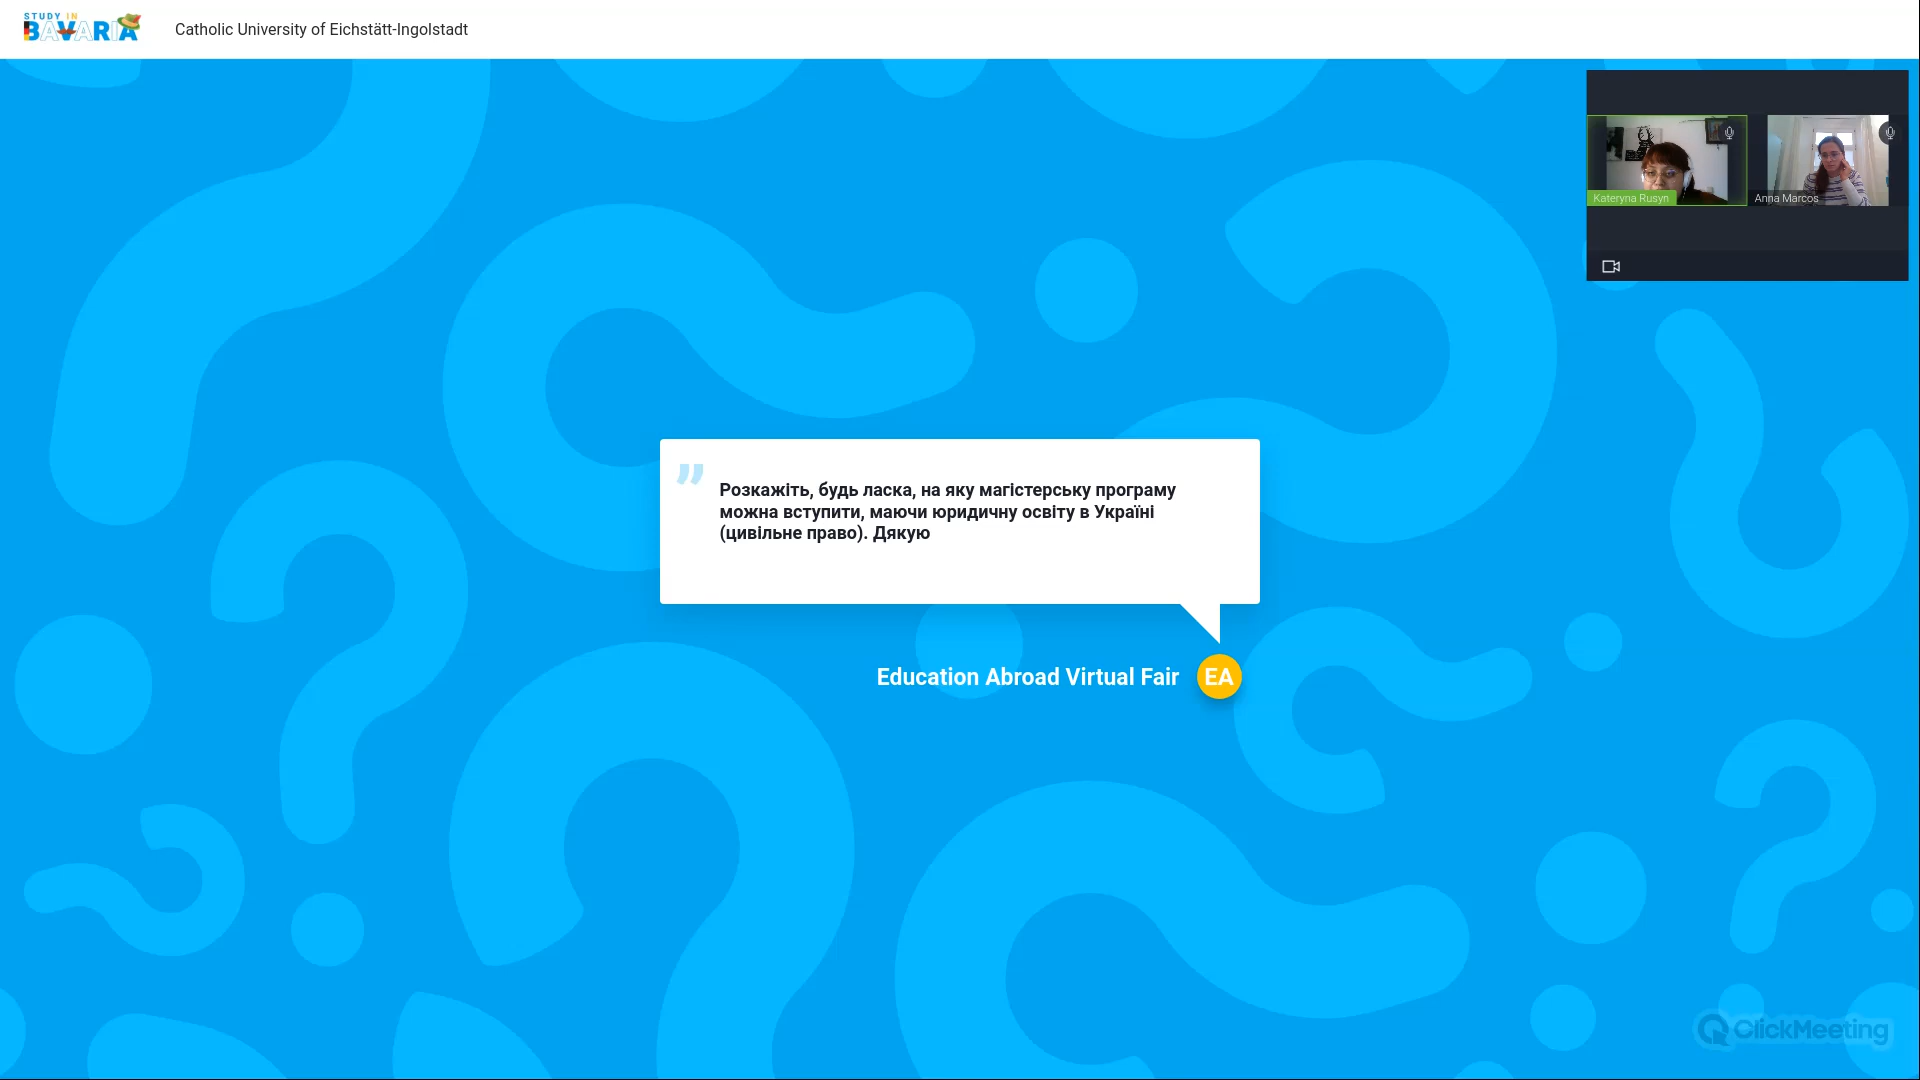 STUDY IN
BAVARIA
Catholic University of Eichstätt-Ingolstadt
Kateryna Rusyn
Anna Marcos
Розкажіть, будь ласка, на яку магістерську програму
можна вступити, маючи юридичну освіту в Україні
(цивільне право). Дякую
Education Abroad Virtual Fair
EA
ClickMeeting